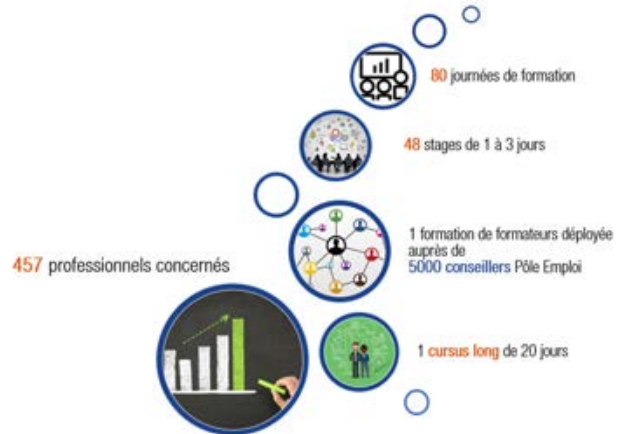 80 journées de formation
48 stages de 1 à 3 jours
1 formation de formateurs déployée
auprès de
5000 conseillers Pôle Emploi
457 professionnels concernés
1 cursus long de 20 jours